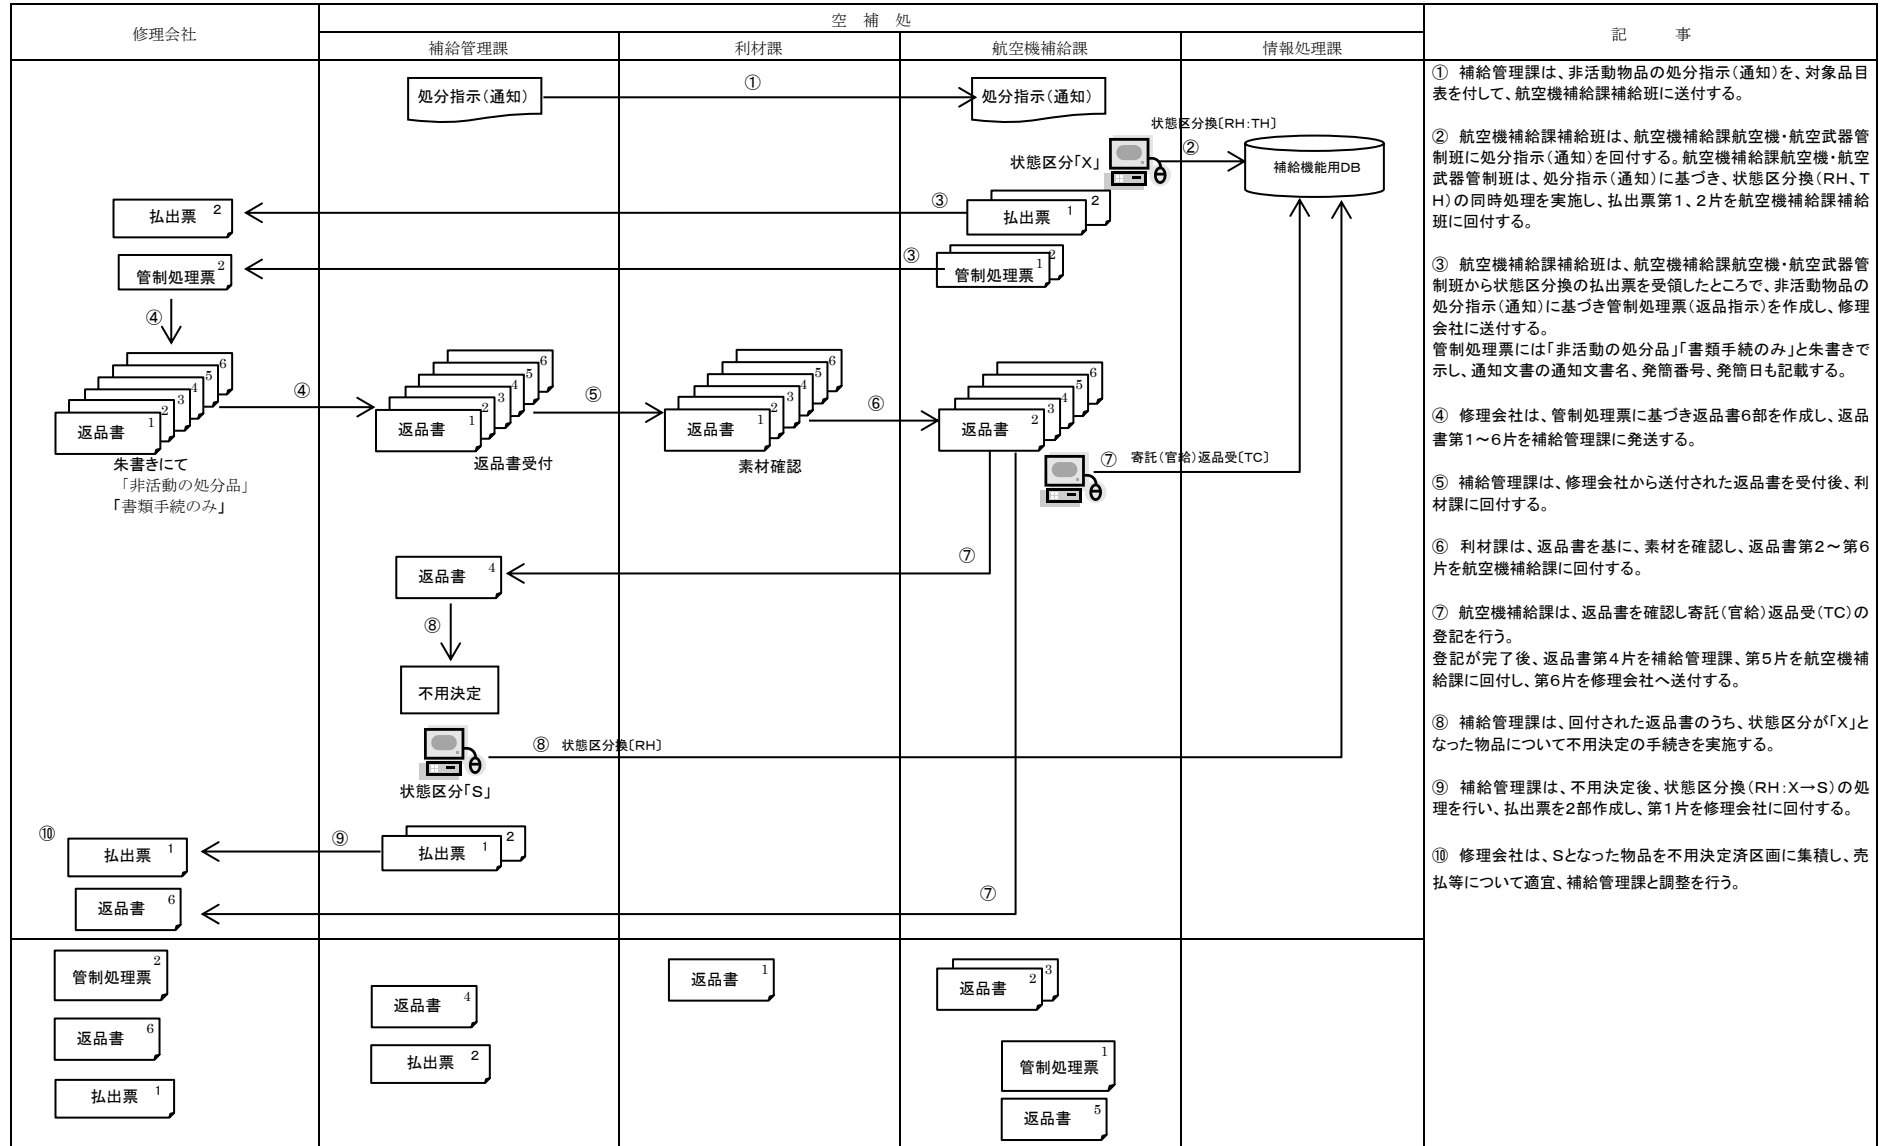 修理会社
空　補　処
補給管理課
利材課
航空機補給課
情報処理課
記　　事
処分指示(通知)
①
処分指示(通知)
状態区分換〔RH:TH〕
状態区分「X」
②
補給機能用DB
払出票 2
③
払出票 1
2
管制処理票 2
③
管制処理票 1
2
④
返品書 1
2
3
4
5
6
④
返品書 1
2
3
4
5
6
⑤
返品書 1
2
3
4
5
6
⑥
返品書 2
3
4
5
6
朱書きにて
「非活動の処分品」
「書類手続のみ」
返品書受付
素材確認
⑦ 寄託(官給)返品受〔TC〕
⑦
返品書 4
⑧
不用決定
⑧ 状態区分換〔RH〕
状態区分「S」
⑩
払出票 1
⑨
払出票 1
2
返品書 6
⑦
管制処理票 2
返品書 6
払出票 1
返品書 4
払出票 2
返品書 1
返品書 2
3
管制処理票 1
返品書 5
① 補給管理課は、非活動物品の処分指示(通知)を、対象品目
表を付して、航空機補給課補給班に送付する。
② 航空機補給課補給班は、航空機補給課航空機・航空武器管
制班に処分指示(通知)を回付する。航空機補給課航空機・航空
武器管制班は、処分指示(通知)に基づき、状態区分換(RH、T
H)の同時処理を実施し、払出票第1、2片を航空機補給課補給
班に回付する。
③ 航空機補給課補給班は、航空機補給課航空機・航空武器管
制班から状態区分換の払出票を受領したところで、非活動物品の
処分指示(通知)に基づき管制処理票(返品指示)を作成し、修理
会社に送付する。
管制処理票には「非活動の処分品」「書類手続のみ」と朱書きで
示し、通知文書の通知文書名、発簡番号、発簡日も記載する。
④ 修理会社は、管制処理票に基づき返品書6部を作成し、返品
書第1～6片を補給管理課に発送する。
⑤ 補給管理課は、修理会社から送付された返品書を受付後、利
材課に回付する。
⑥ 利材課は、返品書を基に、素材を確認し、返品書第2～第6
片を航空機補給課に回付する。
⑦ 航空機補給課は、返品書を確認し寄託(官給)返品受(TC)の
登記を行う。
登記が完了後、返品書第4片を補給管理課、第5片を航空機補
給課に回付し、第6片を修理会社へ送付する。
⑧ 補給管理課は、回付された返品書のうち、状態区分が「X」と
なった物品について不用決定の手続きを実施する。
⑨ 補給管理課は、不用決定後、状態区分換(RH:X→S)の処
理を行い、払出票を2部作成し、第1片を修理会社に回付する。
⑩ 修理会社は、Sとなった物品を不用決定済区画に集積し、売
払等について適宜、補給管理課と調整を行う。